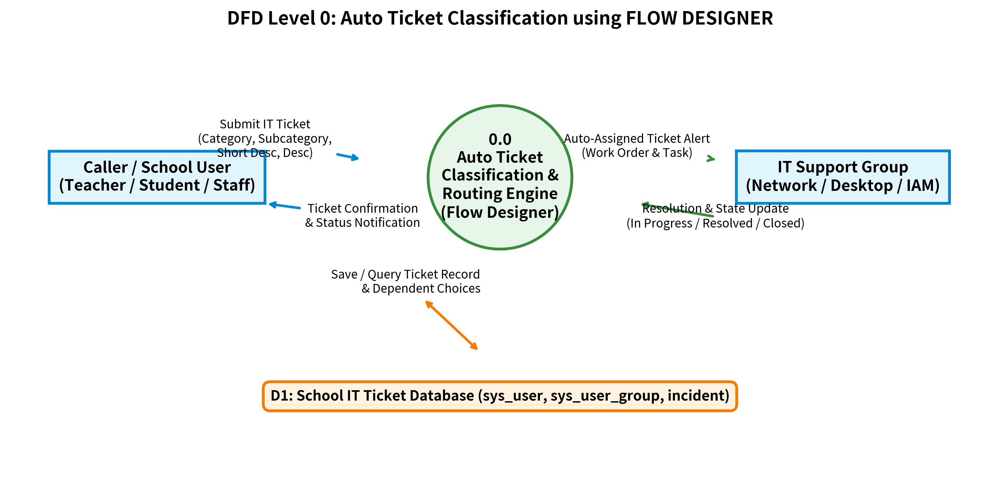 DFD Level 0: Auto Ticket Classification using FLOW DESIGNER
Submit IT Ticket
(Category, Subcategory,
Short Desc, Desc)
Caller / School User
(Teacher / Student / Staff)
Ticket Confirmation
& Status Notification
0.0
Auto Ticket
Classification &
Routing Engine
(Flow Designer)
Auto-Assigned Ticket Alert
(Work Order & Task)
IT Support Group
(Network / Desktop / IAM)
Resolution & State Update
(In Progress / Resolved / Closed)
Save / Query Ticket Record
& Dependent Choices
D1: School IT Ticket Database (sys_user, sys_user_group, incident)